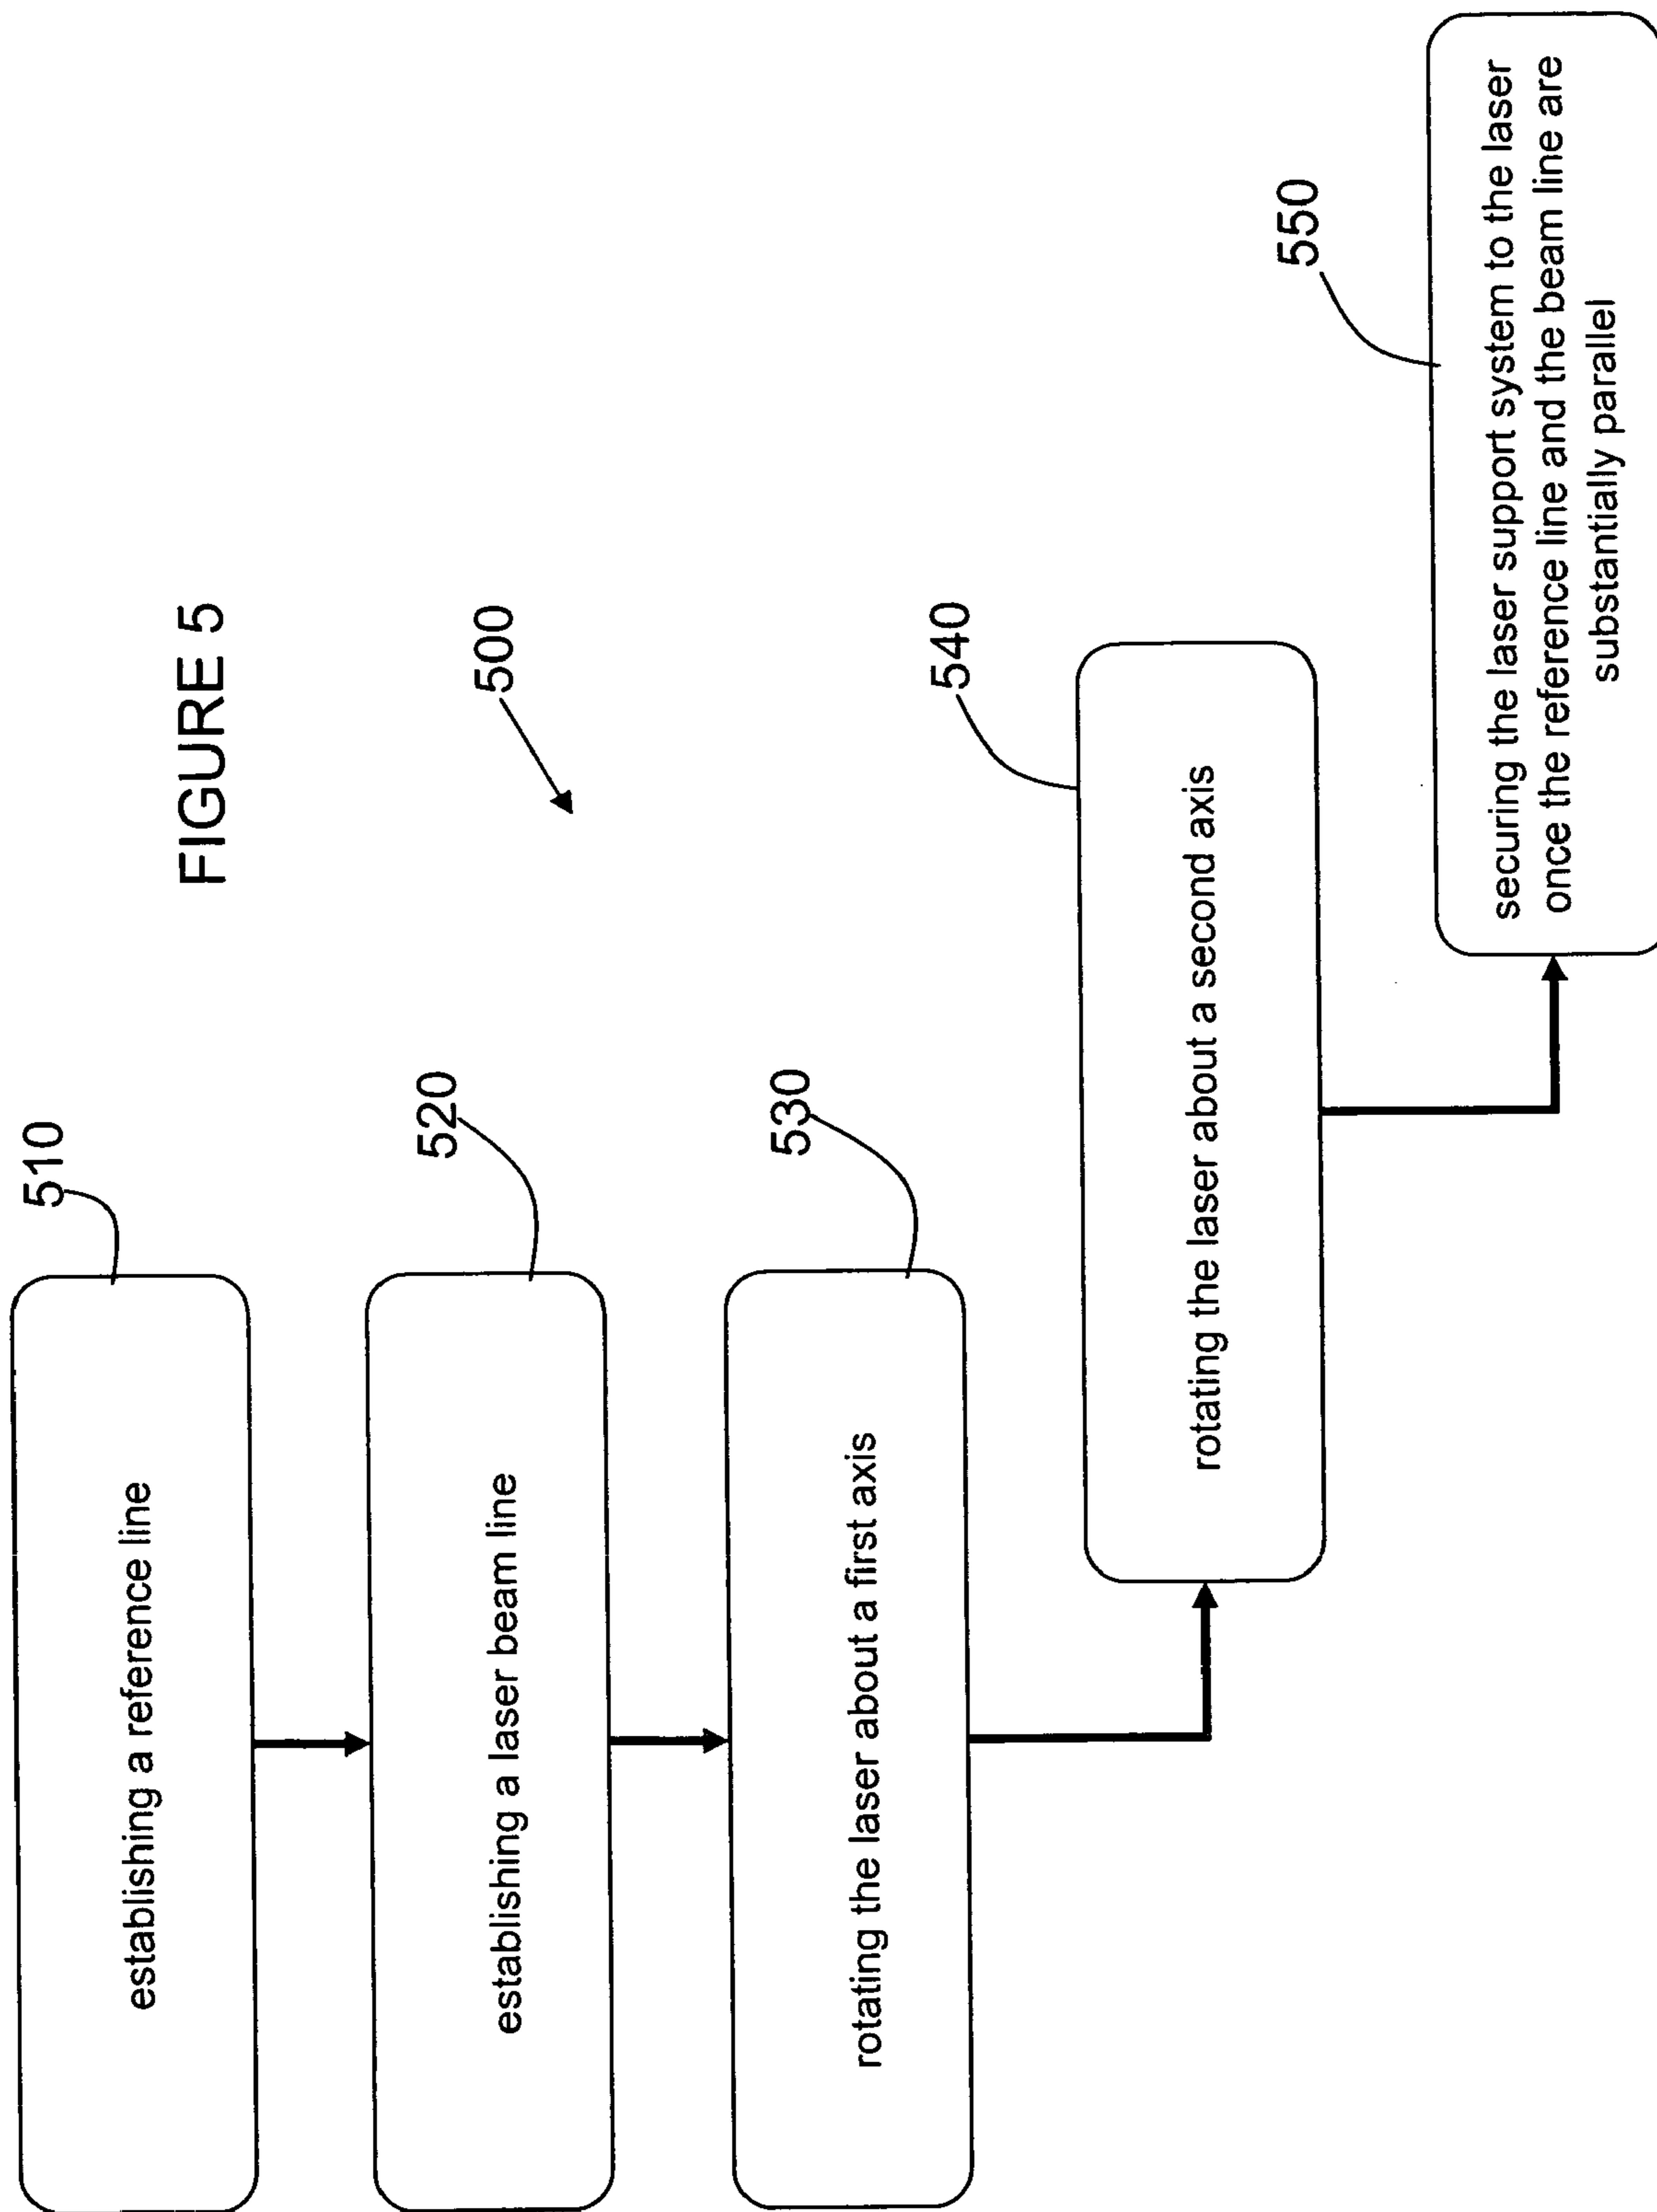 FIGURE 5
500
510
establishing a reference line
520
establishing a laser beam line
530
rotating the laser about a first axis
540
rotating the laser about a second axis
550
securing the laser support system to the laser
once the reference line and the beam line are
substantially parallel